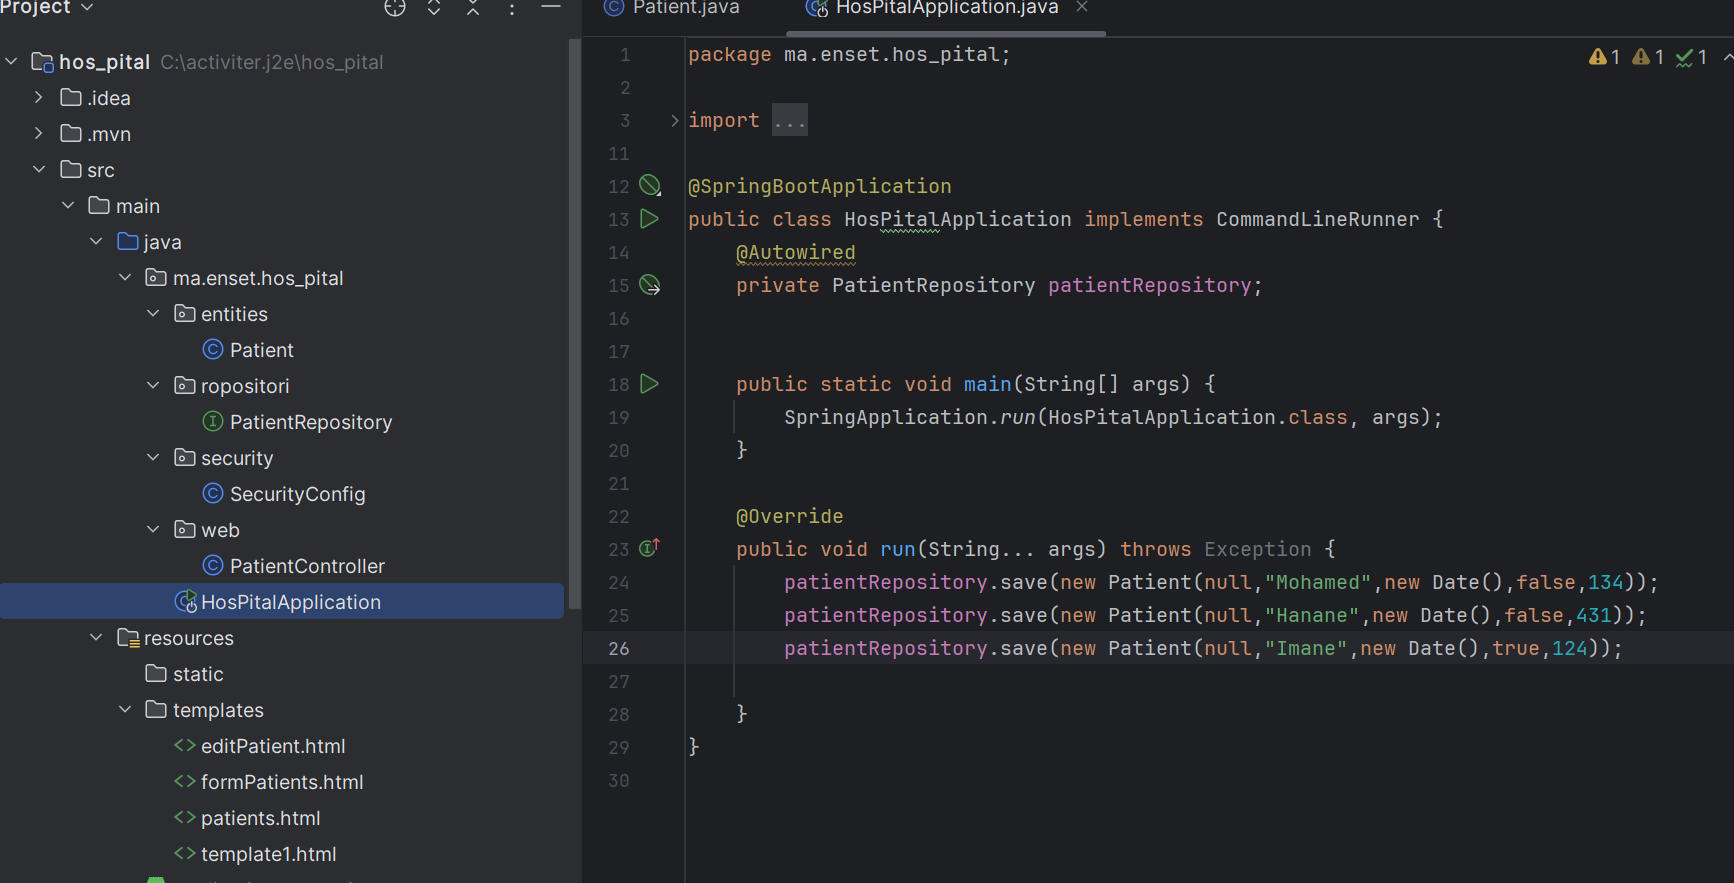 Project
hos_pital C:\activiter.j2e\hos_pital
.idea
.mvn
src
main
java
ma.enset.hos_pital
entities
Patient
ropositori
PatientRepository
security
SecurityConfig
web
PatientController
HosPitalApplication
resources
static
templates
editPatient.html
formPatients.html
patients.html
template1.html
Patient.java HosPitalApplication.java
1 package ma.enset.hos_pital; 1 1 1
2
3 import ...
11
12 @SpringBootApplication
13 public class HosPitalApplication implements CommandLineRunner {
14 @Autowired
15 private PatientRepository patientRepository;
16
17
18 public static void main(String[] args) {
19 SpringApplication.run(HosPitalApplication.class, args);
20 }
21
22 @Override
23 public void run(String... args) throws Exception {
24 patientRepository.save(new Patient(null,"Mohamed",new Date(),false,134));
25 patientRepository.save(new Patient(null,"Hanane",new Date(),false,431));
26 patientRepository.save(new Patient(null,"Imane",new Date(),true,124));
27
28 }
29 }
30